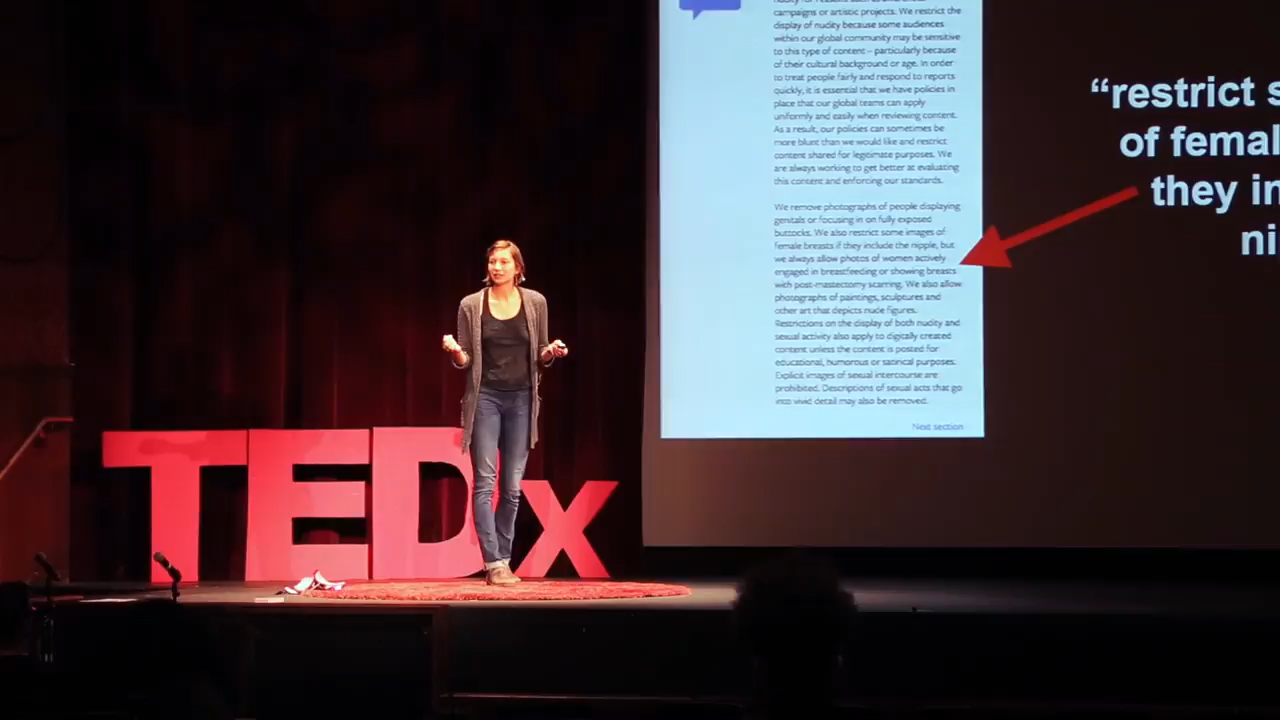 campaigns or artistic projects. We restrict the
display of nudity because some audiences
within our global community may be sensitive
to this type of content – particularly because
of their cultural background or age. In order
to treat people fairly and respond to reports
quickly, it is essential that we have policies in
place that our global teams can apply
uniformly and easily when reviewing content.
As a result, our policies can sometimes be
more blunt than we would like and restrict
content shared for legitimate purposes. We
are always working to get better at evaluating
this content and enforcing our standards.
We remove photographs of people displaying
genitals or focusing in on fully exposed
buttocks. We also restrict some images of
female breasts if they include the nipple, but
we always allow photos of women actively
engaged in breastfeeding or showing breasts
with post-mastectomy scarring. We also allow
photographs of paintings, sculptures and
other art that depicts nude figures.
Restrictions on the display of both nudity and
sexual activity also apply to digitally created
content unless the content is posted for
educational, humorous or satirical purposes.
Explicit images of sexual intercourse are
prohibited. Descriptions of sexual acts that go
into vivid detail may also be removed.
Next section
“restrict s
of femal
they in
ni
TEDx